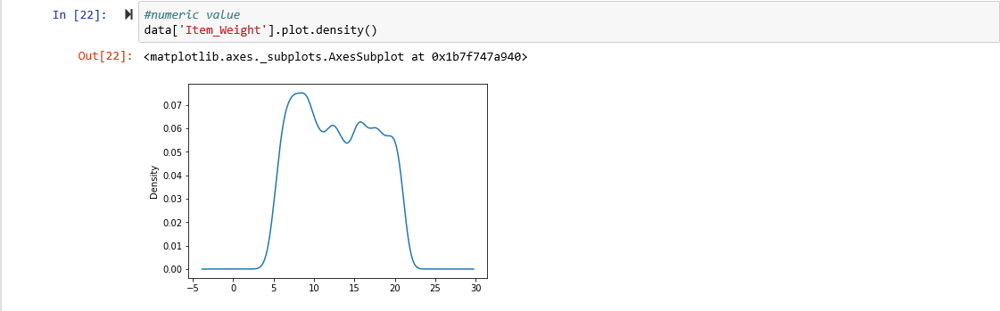 In [22]:
#numeric value
data['Item_Weight'].plot.density()
Out[22]: <matplotlib.axes._subplots.AxesSubplot at 0x1b7f747a940>
0.07
0.06
0.05
0.04
0.03
0.02
0.01
0.00
Density
−5 0 5 10 15 20 25 30